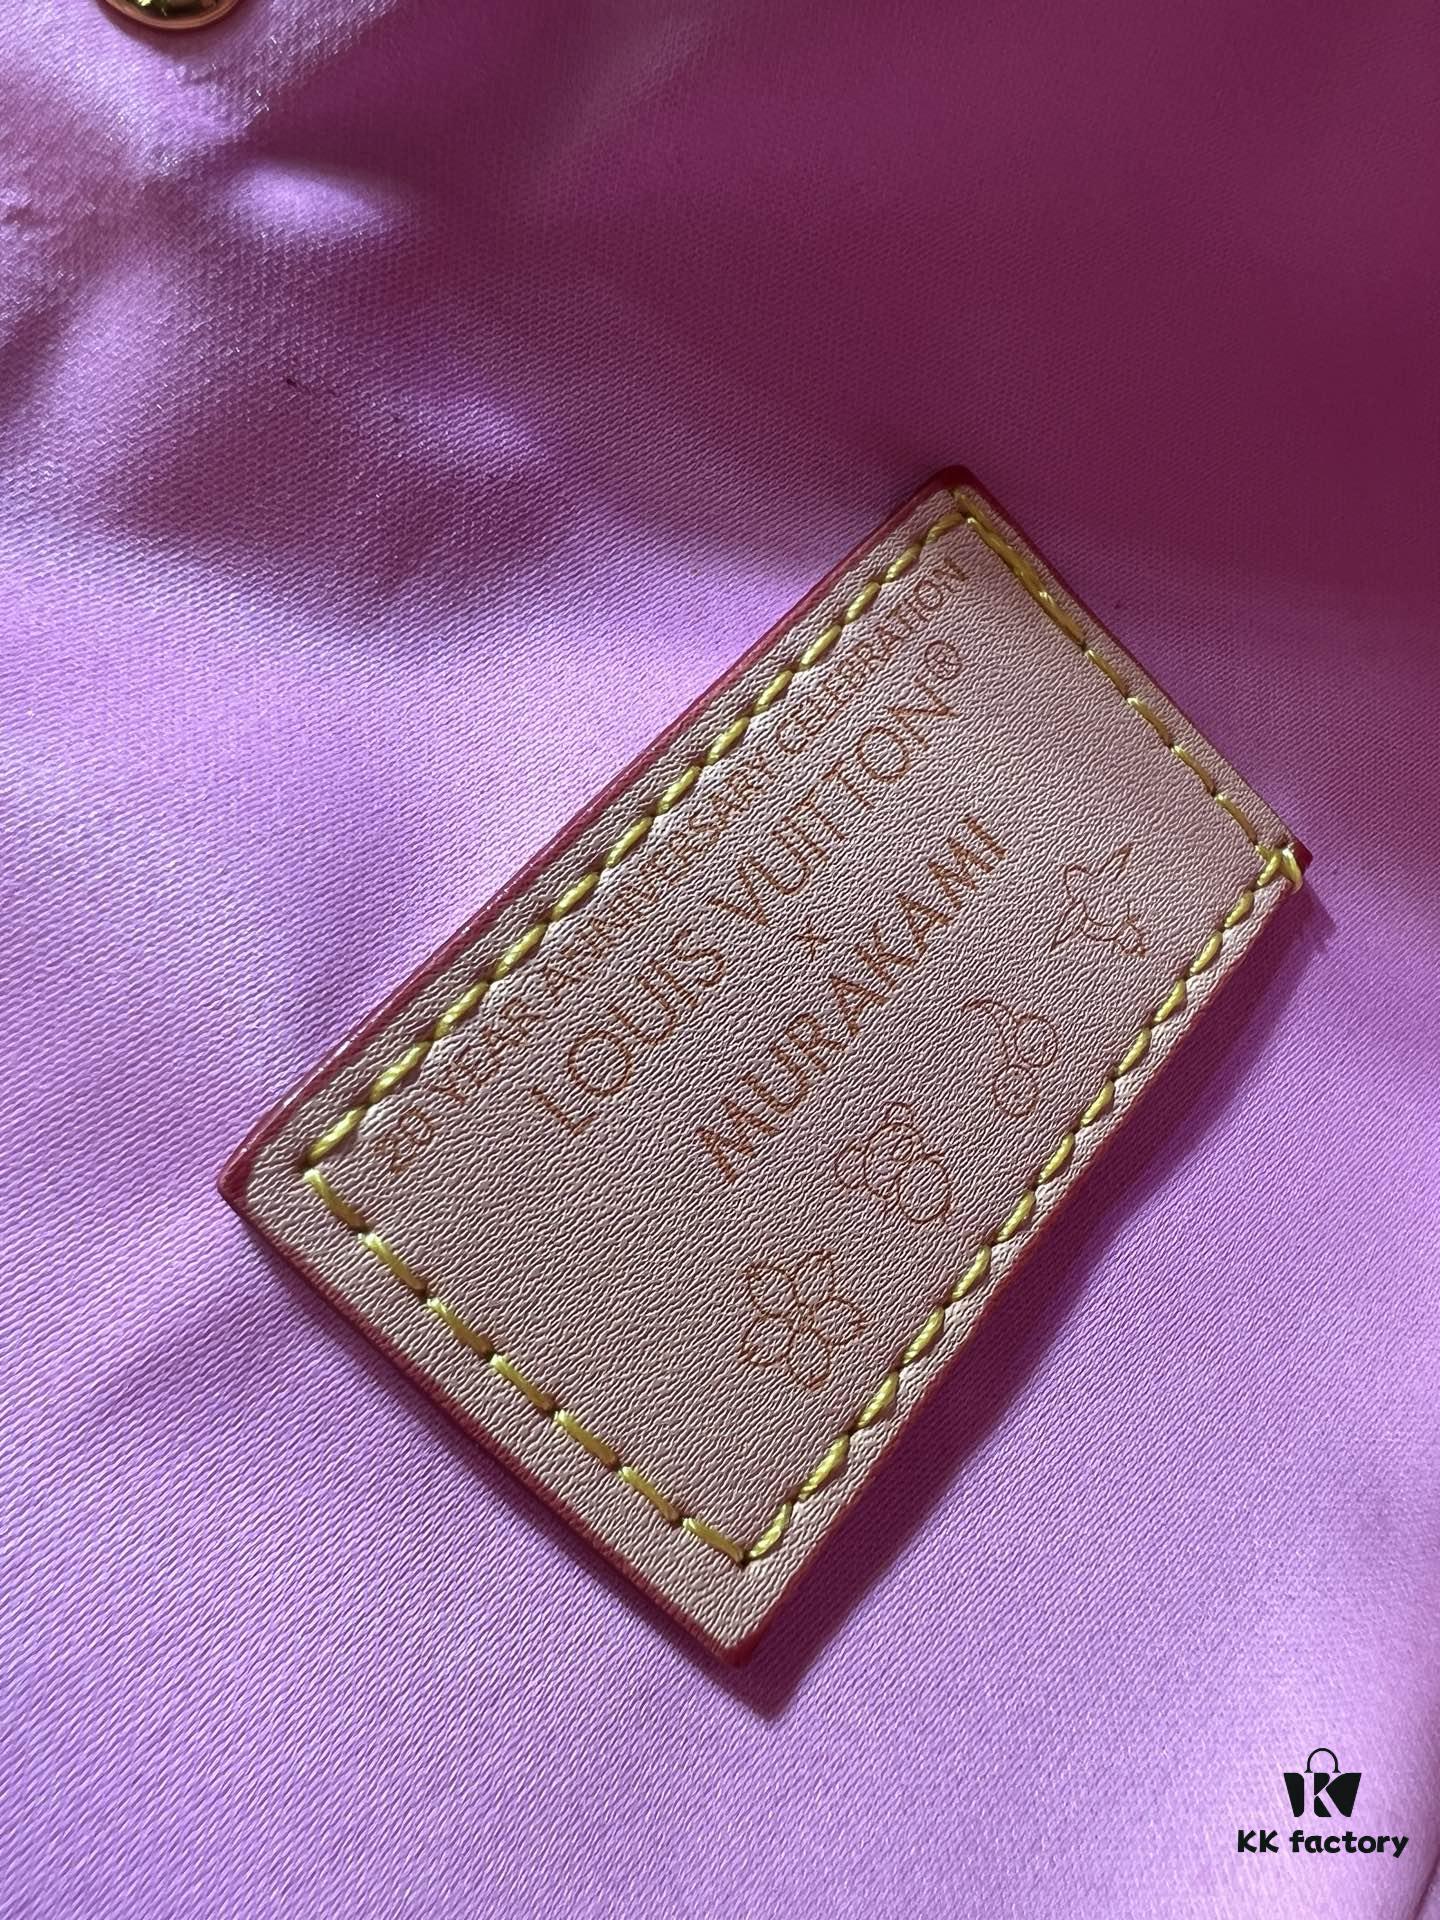 20 YEAR ANNIVERSARY CELEBRATION
LOUIS VUITTON®
×
MURAKAMI
KK factory